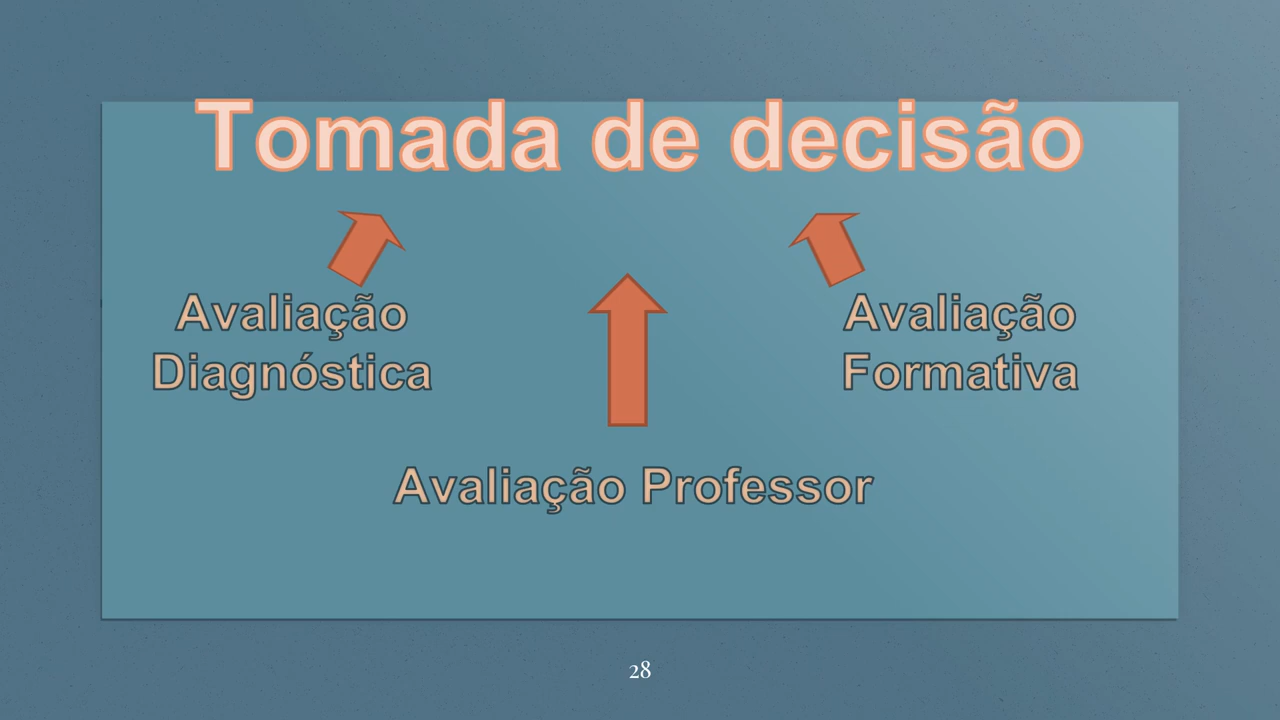 Tomada de decisão
Avaliação
Diagnóstica
Avaliação
Formativa
Avaliação Professor
28